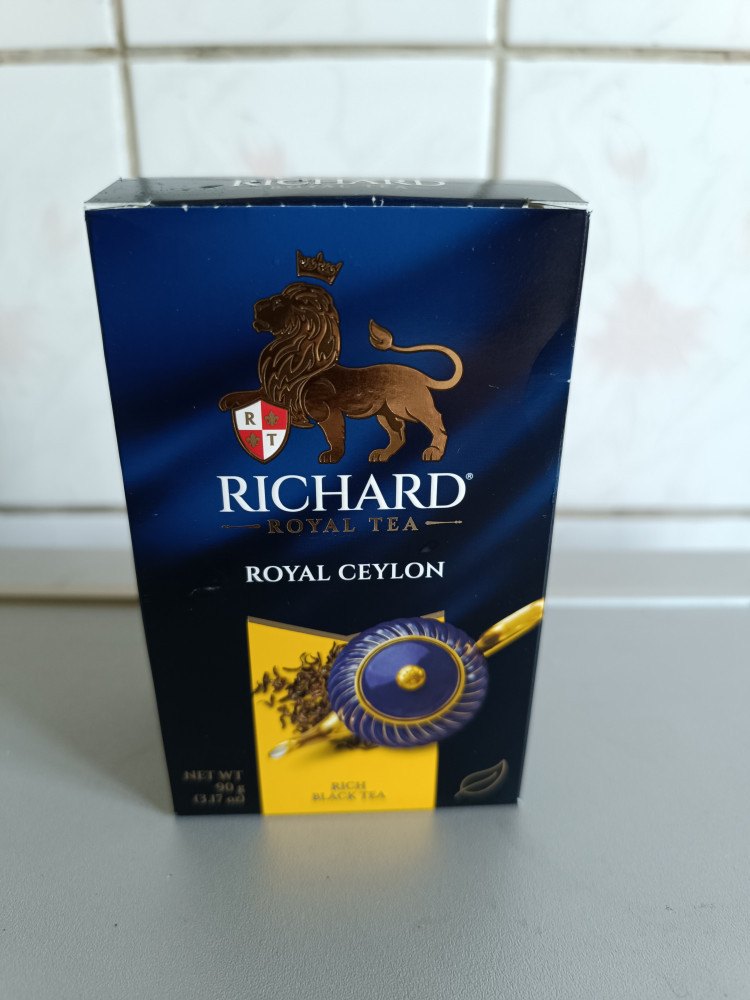 RICHARD
R
T
RICHARD®
ROYAL TEA
ROYAL CEYLON
NET WT
90 g
(3.17 oz)
RICH
BLACK TEA